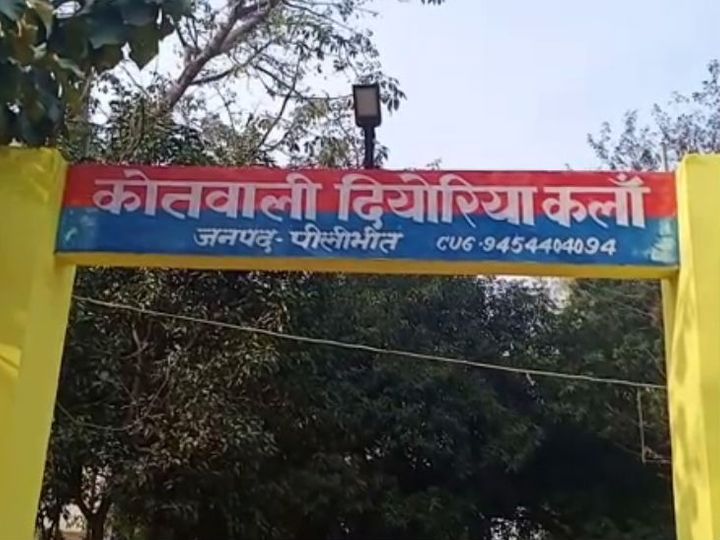 कोतवाली दियोरिया कलाँ
जनपद- पीलीभीत CUG .9454404094